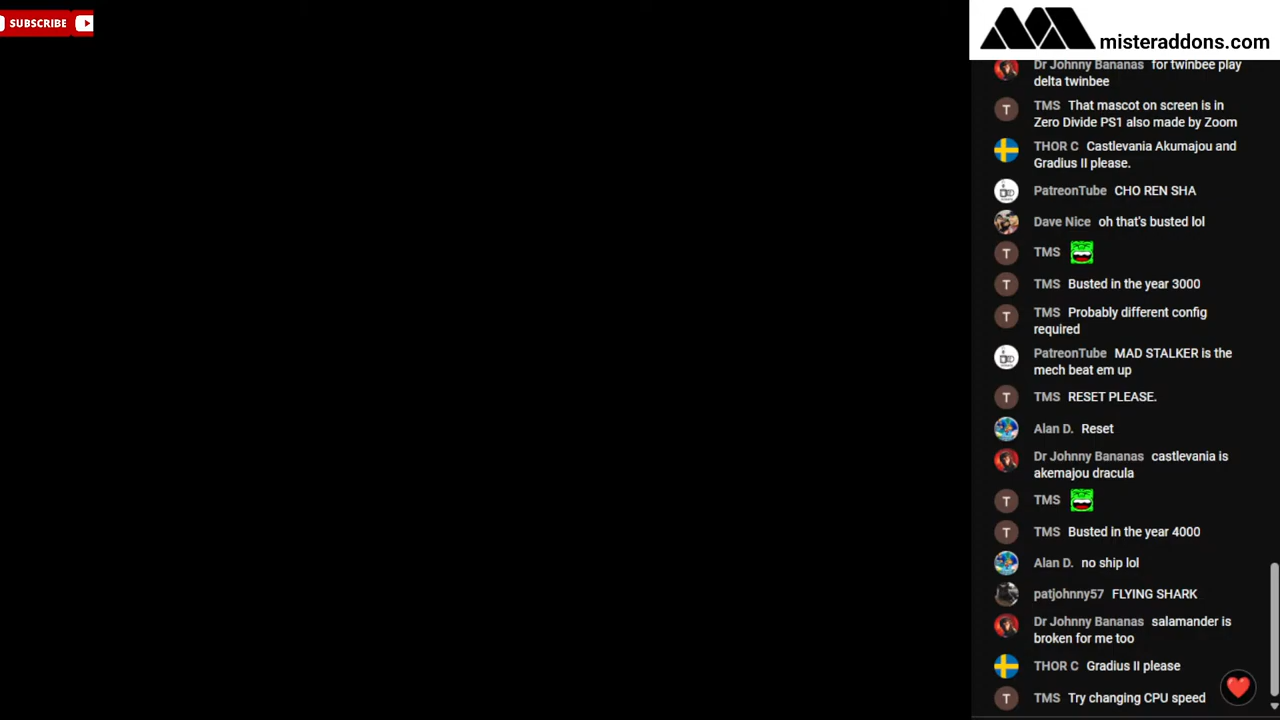 SUBSCRIBE
misteraddons.com
Dr Johnny Bananas for twinbee play
delta twinbee
T TMS That mascot on screen is in
Zero Divide PS1 also made by Zoom
THOR C Castlevania Akumajou and
Gradius II please.
PatreonTube CHO REN SHA
Dave Nice oh that's busted lol
T TMS
T TMS Busted in the year 3000
T TMS Probably different config
required
PatreonTube MAD STALKER is the
mech beat em up
T TMS RESET PLEASE.
Alan D. Reset
Dr Johnny Bananas castlevania is
akemajou dracula
T TMS
T TMS Busted in the year 4000
Alan D. no ship lol
patjohnny57 FLYING SHARK
Dr Johnny Bananas salamander is
broken for me too
THOR C Gradius II please
T TMS Try changing CPU speed